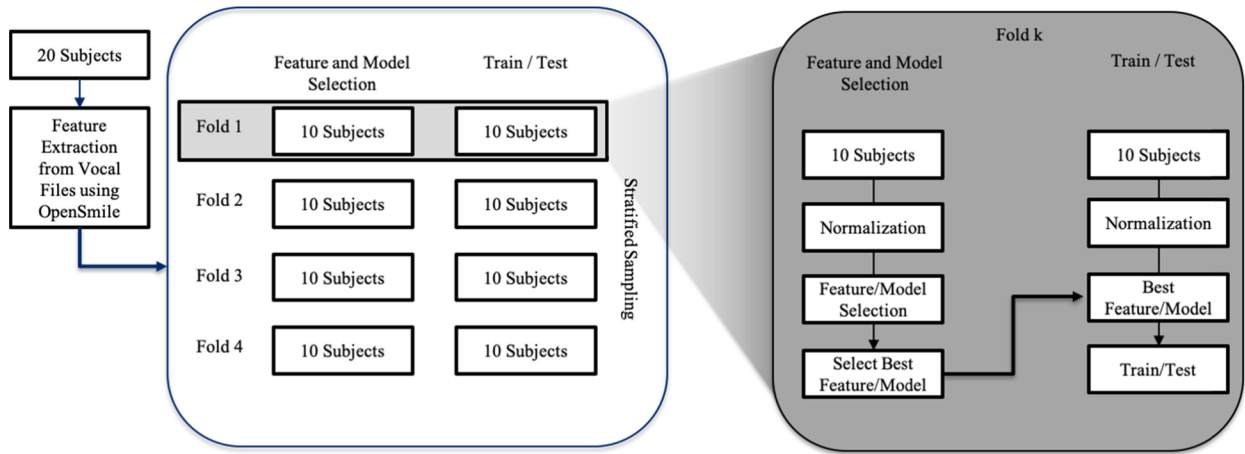 20 Subjects
Feature
Extraction
from Vocal
Files using
OpenSmile
Feature and Model
Selection
Train / Test
Fold 1
10 Subjects
10 Subjects
Fold 2
10 Subjects
10 Subjects
Fold 3
10 Subjects
10 Subjects
Fold 4
10 Subjects
10 Subjects
Stratified Sampling
Fold k
Feature and Model
Selection
Train / Test
10 Subjects
Normalization
Feature/Model
Selection
Select Best
Feature/Model
10 Subjects
Normalization
Best
Feature/Model
Train/Test